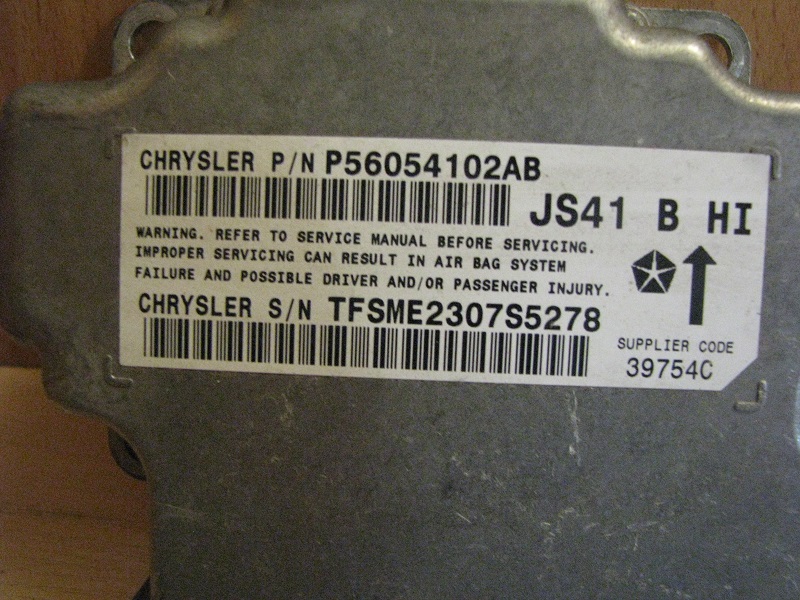 CHRYSLER P/N P56054102AB
JS41 B HI
WARNING. REFER TO SERVICE MANUAL BEFORE SERVICING.
IMPROPER SERVICING CAN RESULT IN AIR BAG SYSTEM
FAILURE AND POSSIBLE DRIVER AND/OR PASSENGER INJURY.
CHRYSLER S/N TFSME2307S5278
SUPPLIER CODE
39754C